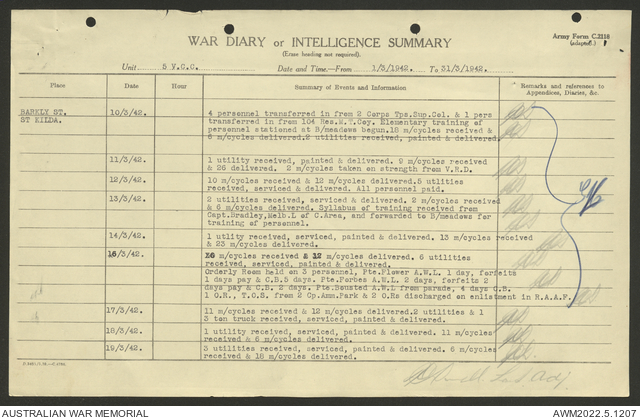 Army Form C.2118
(adapted)
WAR DIARY or INTELLIGENCE SUMMARY
(Erase heading not required).
Unit 5 V.C.C. Date and Time.—From 1/3/1942. To 31/3/1942.
Place Date Hour Summary of Events and Information Remarks and references to Appendices, Diaries, &c.
BARKLY ST. 10/3/42. 4 personnel transferred in from 2 Corps Tps.Sup.Col. & 1 pers
ST KILDA. transferred in from 104 Res.M.T.Coy. Elementary training of
personnel stationed at B/meadows begun.18 m/cycles received &
6 m/cycles delivered.2 utilities received, painted & delivered.
11/3/42. 1 utility received, painted & delivered. 9 m/cycles received
& 26 delivered. 2 m/cycles taken on strength from V.R.D.
12/3/42. 10 m/cycles received & 12 m/cycles delivered.5 utilities
received, serviced & delivered. All personnel paid.
13/3/42. 2 utilities received, serviced & delivered. 2 m/cycles received
& 6 m/cycles delivered. Syllabus of training received from
Capt.Bradley,Melb.L of C.Area, and forwarded to B/meadows for
training of personnel.
14/3/42. 1 utlity received, serviced, painted & delivered. 13 m/cycles received
& 23 m/cycles delivered.
16/3/42. m/cycles received & 12 m/cycles delivered. 6 utilities
received, serviced, painted & delivered.
Orderly Room held on 3 personnel, Pte.Flower A.W.L. 1 day, forfeits
1 days pay & C.B.5 days. Pte.Forbes A.W.L. 2 days, forfeits 2
days pay & C.B. 2 days. Pte.Bousted A.W.L from parade, 4 days C.B.
1 O.R., T.O.S. from 2 Cp.Amm.Park & 2 O.Rs discharged on enlistment in R.A.A.F.
17/3/42. 11 m/cycles received & 12 m/cycles delivered.2 utilities & 1
3 ton truck received, serviced, painted & delivered.
18/3/42. 1 utility received, serviced, painted & delivered. 11 m/cycles
received & 6 m/cycles delivered.
19/3/42. 3 utilities received, serviced, painted & delivered. 6 m/cycles
received & 18 m/cycles delivered.
AUSTRALIAN WAR MEMORIAL AWM2022.5.1207